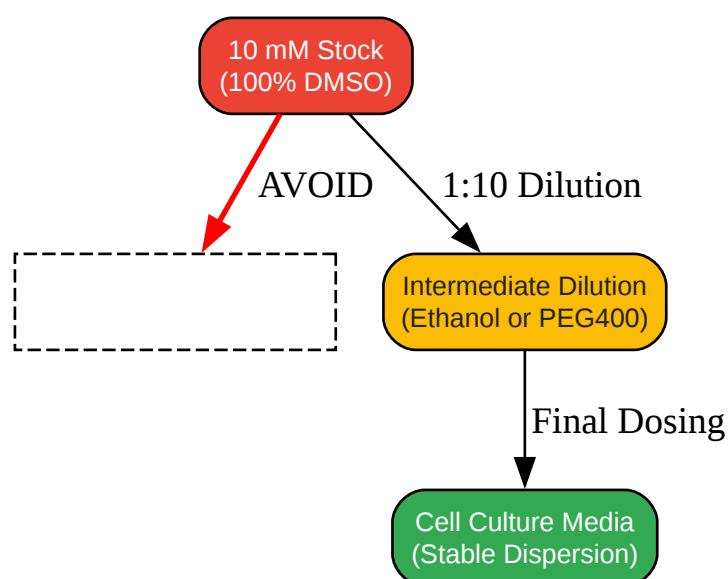 10 mM Stock
(100% DMSO)
AVOID
1:10 Dilution
Intermediate Dilution
(Ethanol or PEG400)
Final Dosing
Cell Culture Media
(Stable Dispersion)